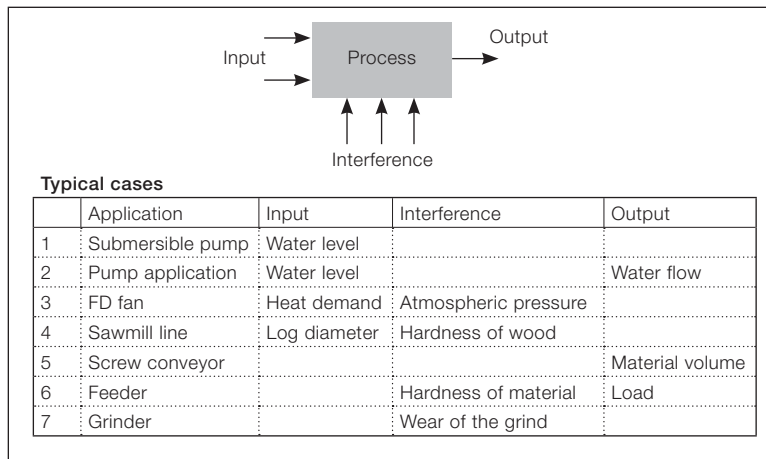 Input
Process
Output
Interference
Typical cases
Application Input Interference Output
1 Submersible pump Water level
2 Pump application Water level Water flow
3 FD fan Heat demand Atmospheric pressure
4 Sawmill line Log diameter Hardness of wood
5 Screw conveyor Material volume
6 Feeder Hardness of material Load
7 Grinder Wear of the grind